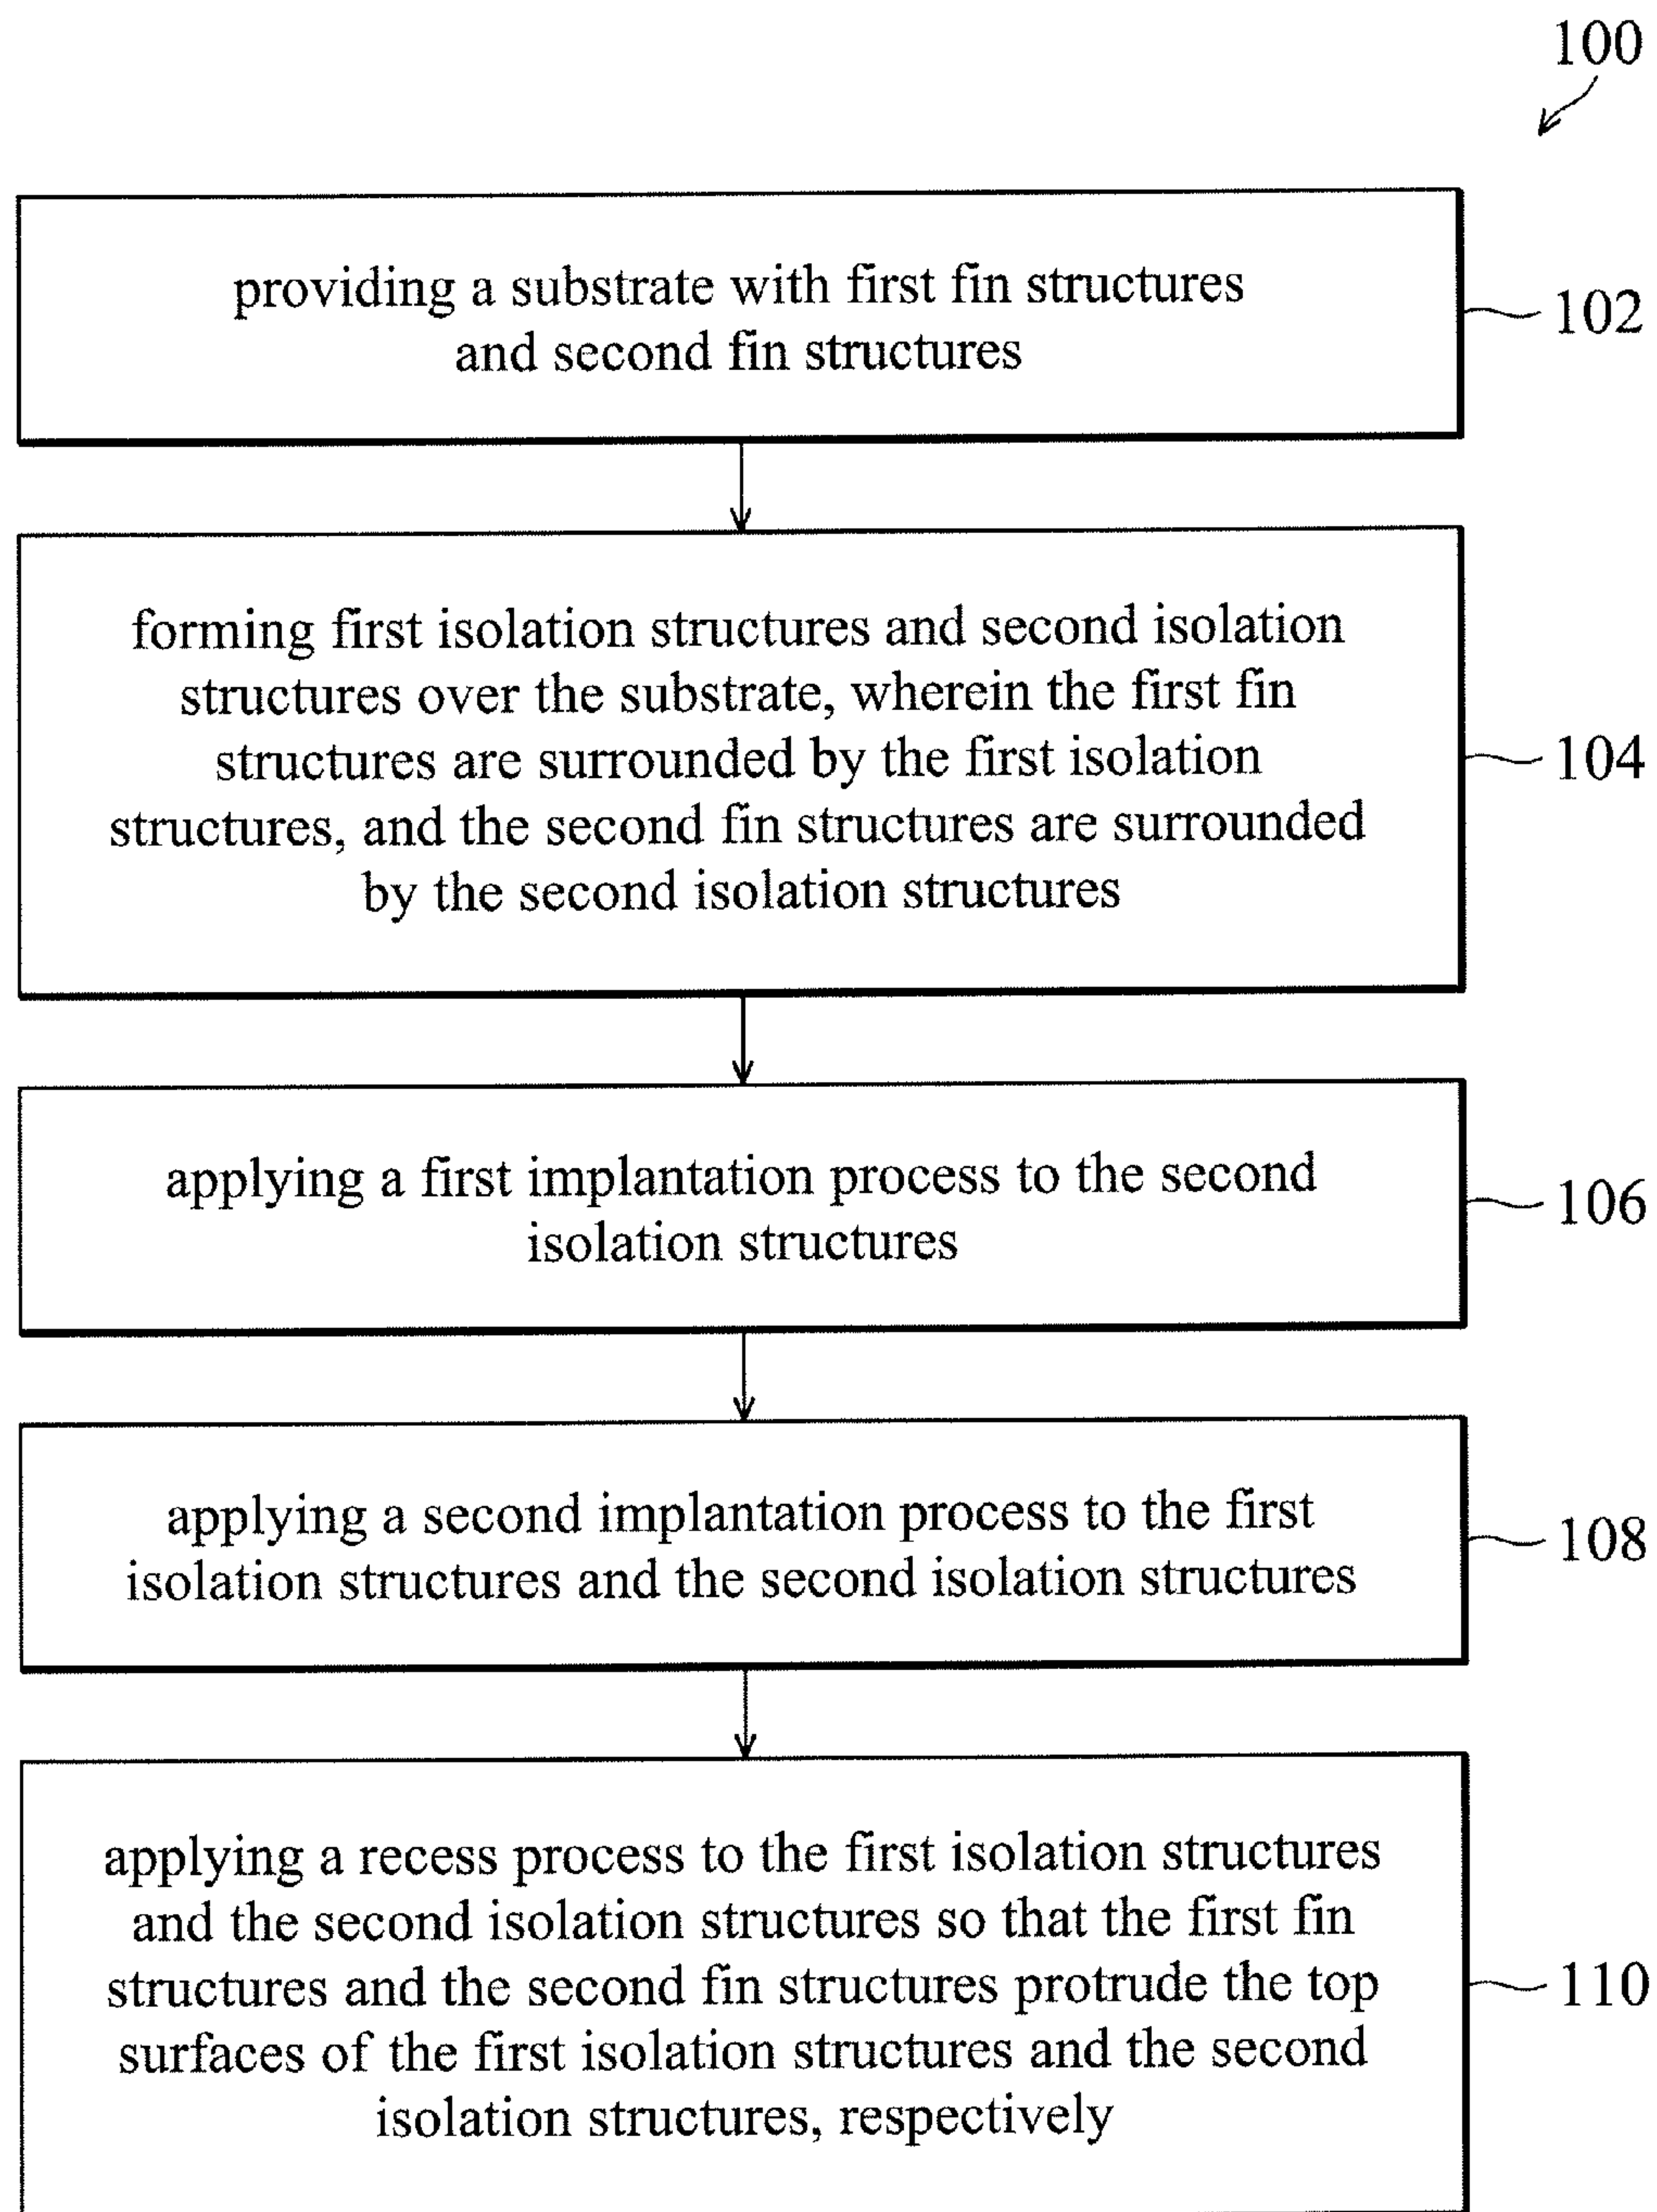 100
providing a substrate with first fin structures
and second fin structures
102
forming first isolation structures and second isolation
structures over the substrate, wherein the first fin
structures are surrounded by the first isolation
structures, and the second fin structures are surrounded
by the second isolation structures
104
applying a first implantation process to the second
isolation structures
106
applying a second implantation process to the first
isolation structures and the second isolation structures
108
applying a recess process to the first isolation structures
and the second isolation structures so that the first fin
structures and the second fin structures protrude the top
surfaces of the first isolation structures and the second
isolation structures, respectively
110